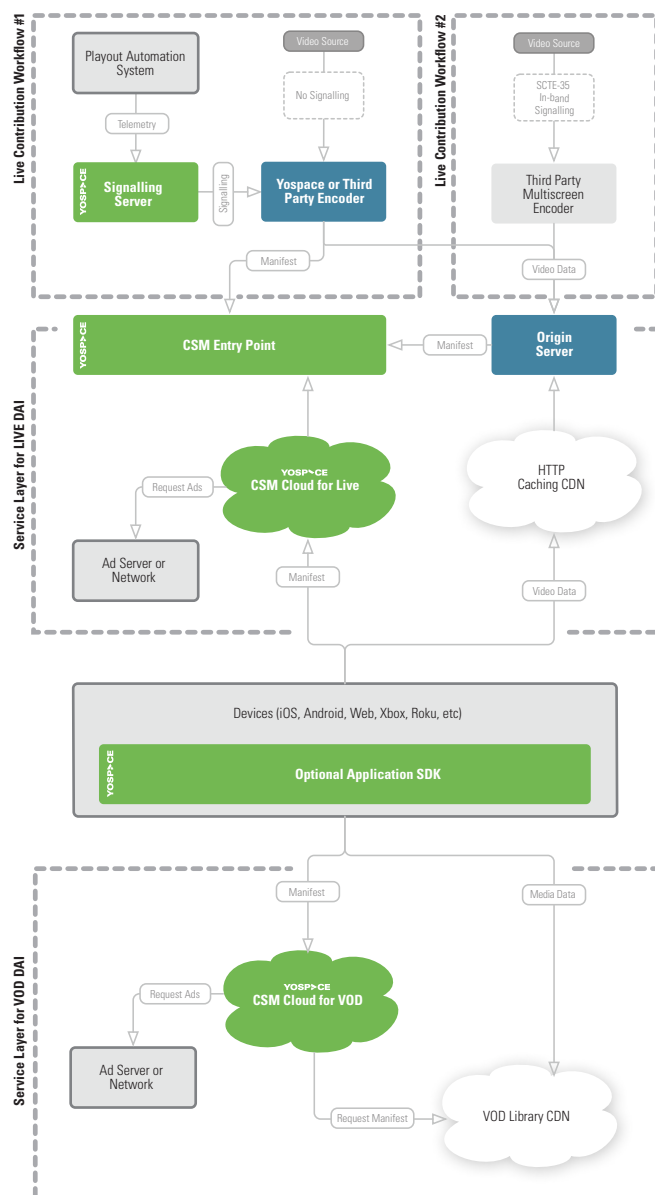 Live Contribution Workflow #1
Playout Automation
System
Telemetry
YOSPACE
Signalling
Server
Signalling
Video Source
No Signalling
Yospace or Third
Party Encoder
Manifest
Live Contribution Workflow #2
Video Source
SCTE-35
In-band
Signalling
Third Party
Multiscreen
Encoder
Video Data
Service Layer for LIVE DAI
YOSPACE
CSM Entry Point
Manifest
Origin
Server
YOSPACE
CSM Cloud for Live
Request Ads
Ad Server or
Network
HTTP
Caching CDN
Manifest
Video Data
Devices (iOS, Android, Web, Xbox, Roku, etc)
YOSPACE
Optional Application SDK
Service Layer for VOD DAI
Manifest
Media Data
YOSPACE
CSM Cloud for VOD
Request Ads
Ad Server or
Network
Request Manifest
VOD Library CDN